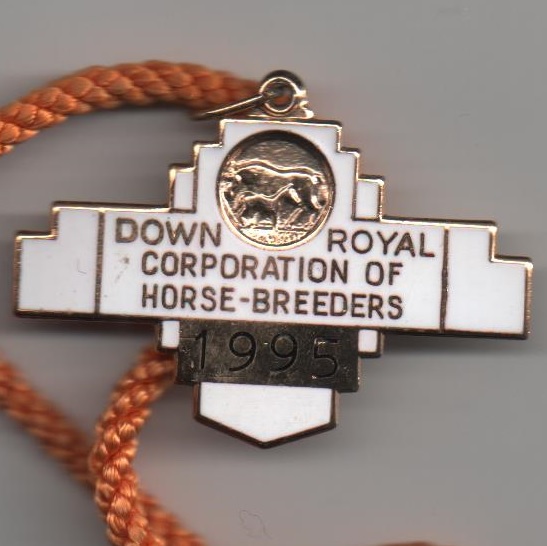 DOWN ROYAL
CORPORATION OF
HORSE-BREEDERS
1995